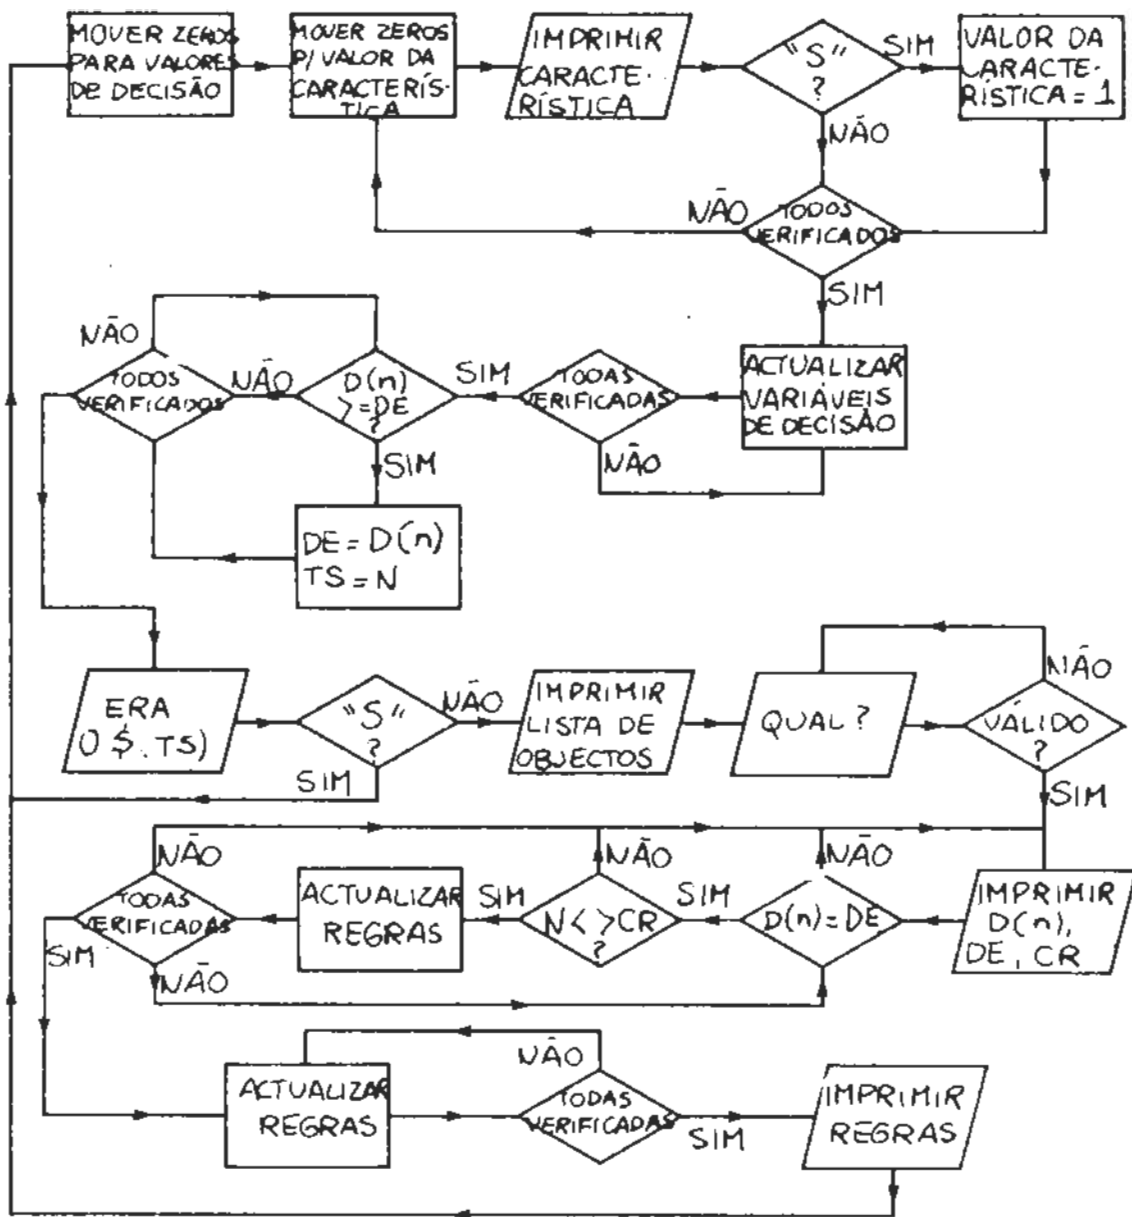 MOVER ZEROS
PARA VALORES
DE DECISÃO
MOVER ZEROS
P/ VALOR DA
CARACTERÍS-
TICA
IMPRIMIR
CARACTE-
RÍSTICA
"S"
?
SIM
VALOR DA
CARACTE-
RÍSTICA = 1
NÃO
NÃO
TODOS
VERIFICADOS
SIM
NÃO
TODOS
VERIFICADOS
NÃO
D(n)
>=DE
?
SIM
TODAS
VERIFICADAS
ACTUALIZAR
VARIÁVEIS
DE DECISÃO
SIM
NÃO
DE = D(n)
TS = N
ERA
O $. TS)
"S"
?
NÃO
SIM
IMPRIMIR
LISTA DE
OBJECTOS
QUAL?
NÃO
VÁLIDO
?
SIM
NÃO
NÃO
NÃO
TODAS
VERIFICADAS
ACTUALIZAR
REGRAS
SIM
N < > CR
?
SIM
D(n) = DE
IMPRIMIR
D(n),
DE, CR
SIM
NÃO
NÃO
ACTUALIZAR
REGRAS
TODAS
VERIFICADAS
SIM
IMPRIMIR
REGRAS